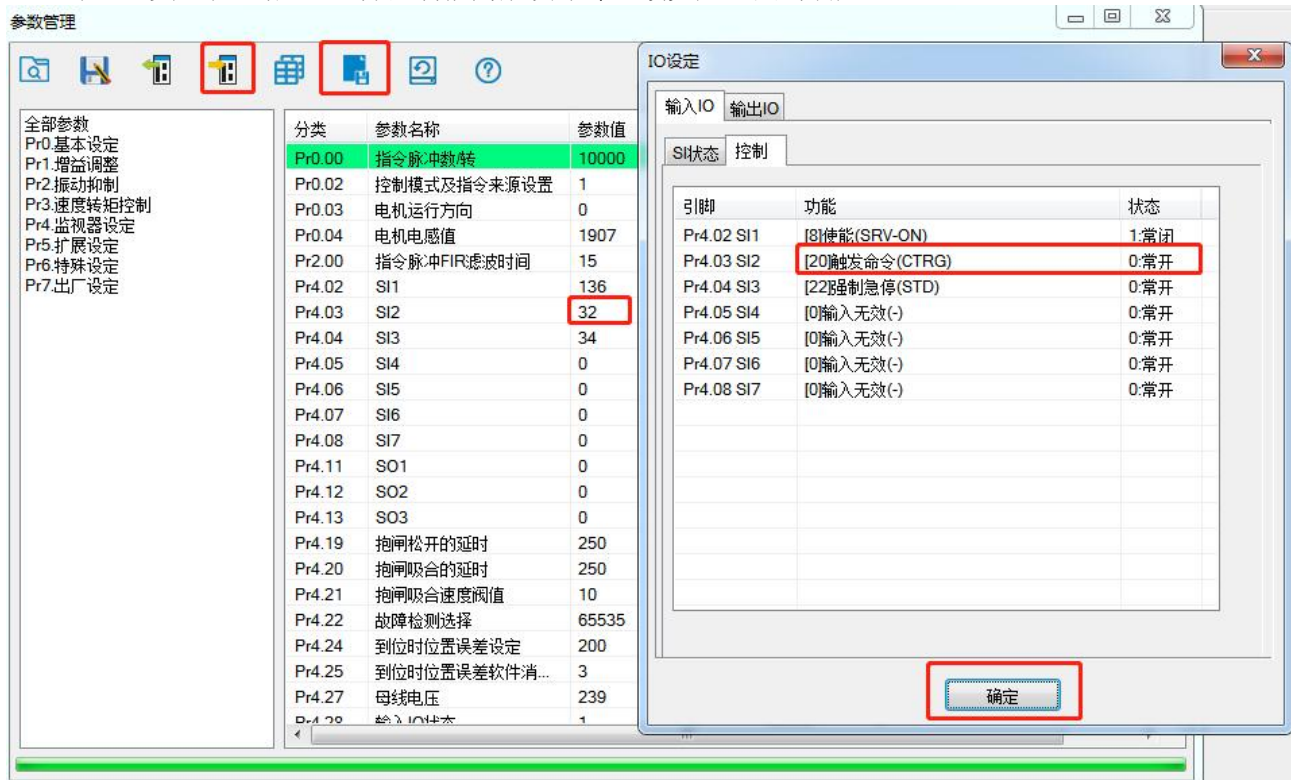 参数管理
全部参数
Pr0.基本设定
Pr1.增益调整
Pr2.振动抑制
Pr3.速度转矩控制
Pr4.监视器设定
Pr5.扩展设定
Pr6.特殊设定
Pr7.出厂设定
分类 参数名称 参数值
Pr0.00 指令脉冲数/转 10000
Pr0.02 控制模式及指令来源设置 1
Pr0.03 电机运行方向 0
Pr0.04 电机电感值 1907
Pr2.00 指令脉冲FIR滤波时间 15
Pr4.02 SI1 136
Pr4.03 SI2 32
Pr4.04 SI3 34
Pr4.05 SI4 0
Pr4.06 SI5 0
Pr4.07 SI6 0
Pr4.08 SI7 0
Pr4.11 SO1 0
Pr4.12 SO2 0
Pr4.13 SO3 0
Pr4.19 抱闸松开的延时 250
Pr4.20 抱闸吸合的延时 250
Pr4.21 抱闸吸合速度阀值 10
Pr4.22 故障检测选择 65535
Pr4.24 到位时位置误差设定 200
Pr4.25 到位时位置误差软件消... 3
Pr4.27 母线电压 239
Pr4.28 输入IO状态 1
IO设定
输入IO 输出IO
SI状态 控制
引脚 功能 状态
Pr4.02 SI1 [8]使能(SRV-ON) 1:常闭
Pr4.03 SI2 [20]触发命令(CTRG) 0:常开
Pr4.04 SI3 [22]强制急停(STD) 0:常开
Pr4.05 SI4 [0]输入无效(-) 0:常开
Pr4.06 SI5 [0]输入无效(-) 0:常开
Pr4.07 SI6 [0]输入无效(-) 0:常开
Pr4.08 SI7 [0]输入无效(-) 0:常开
确定